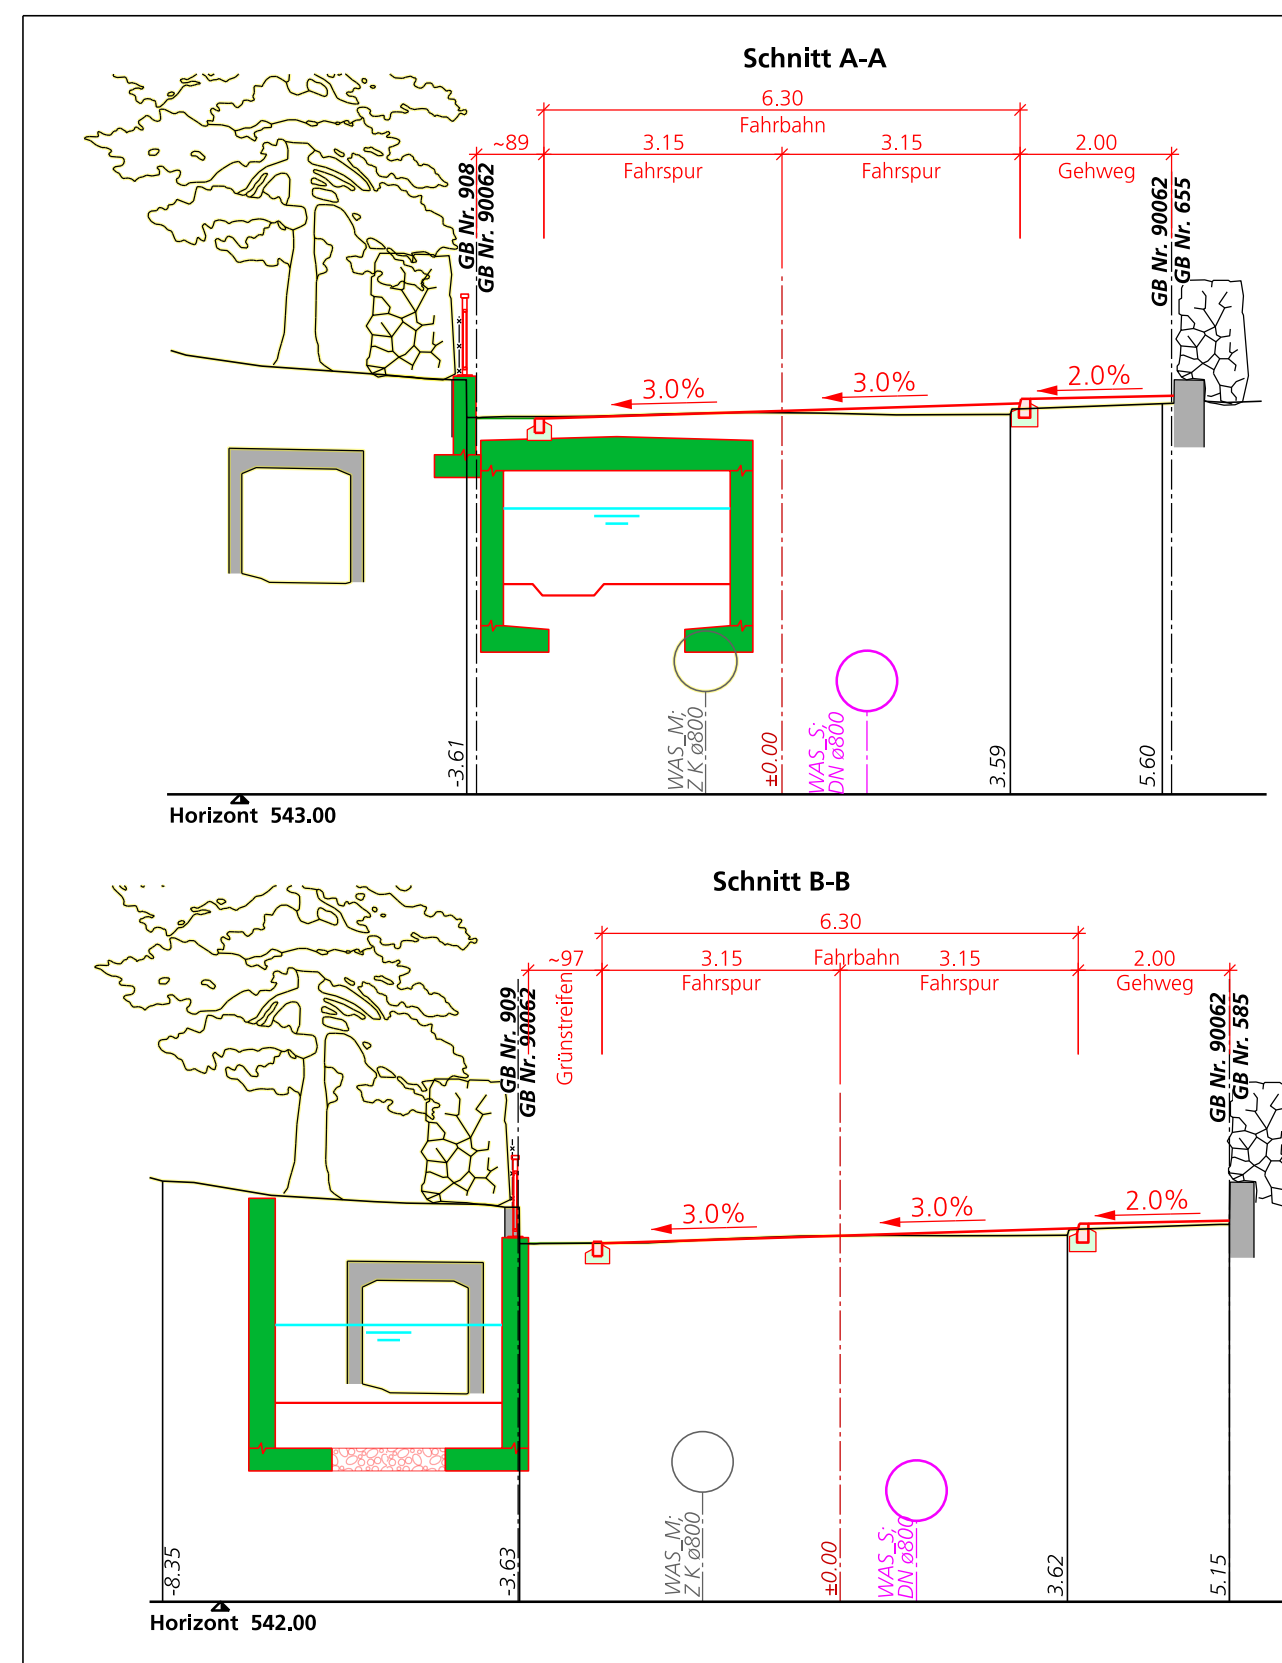 Schnitt A-A
6.30
Fahrbahn
~89
3.15
3.15
2.00
Fahrspur
Fahrspur
Gehweg
GB Nr. 908
GB Nr. 90062
GB Nr. 90062
GB Nr. 655
3.0%
3.0%
2.0%
-3.61
WAS_M;
Z K ø800
±0.00
WAS_S;
DN ø800
3.59
5.60
Horizont 543.00
Schnitt B-B
6.30
Fahrbahn
~97
3.15
3.15
2.00
Grünstreifen
Fahrspur
Fahrspur
Gehweg
GB Nr. 909
GB Nr. 90062
GB Nr. 90062
GB Nr. 585
3.0%
3.0%
2.0%
-8.35
-3.63
WAS_M;
Z K ø800
±0.00
WAS_S;
DN ø800
3.62
5.15
Horizont 542.00